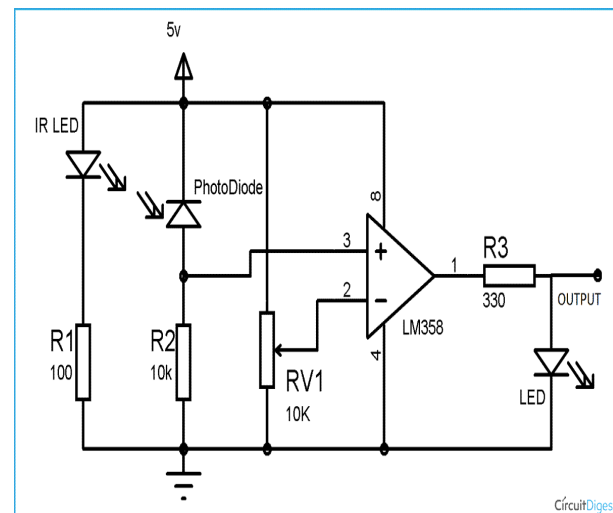 5v
IR LED
PhotoDiode
8
3
+
2
-
1
R3
330
OUTPUT
LM358
4
R1
100
R2
10k
RV1
10K
LED
CircuitDiges